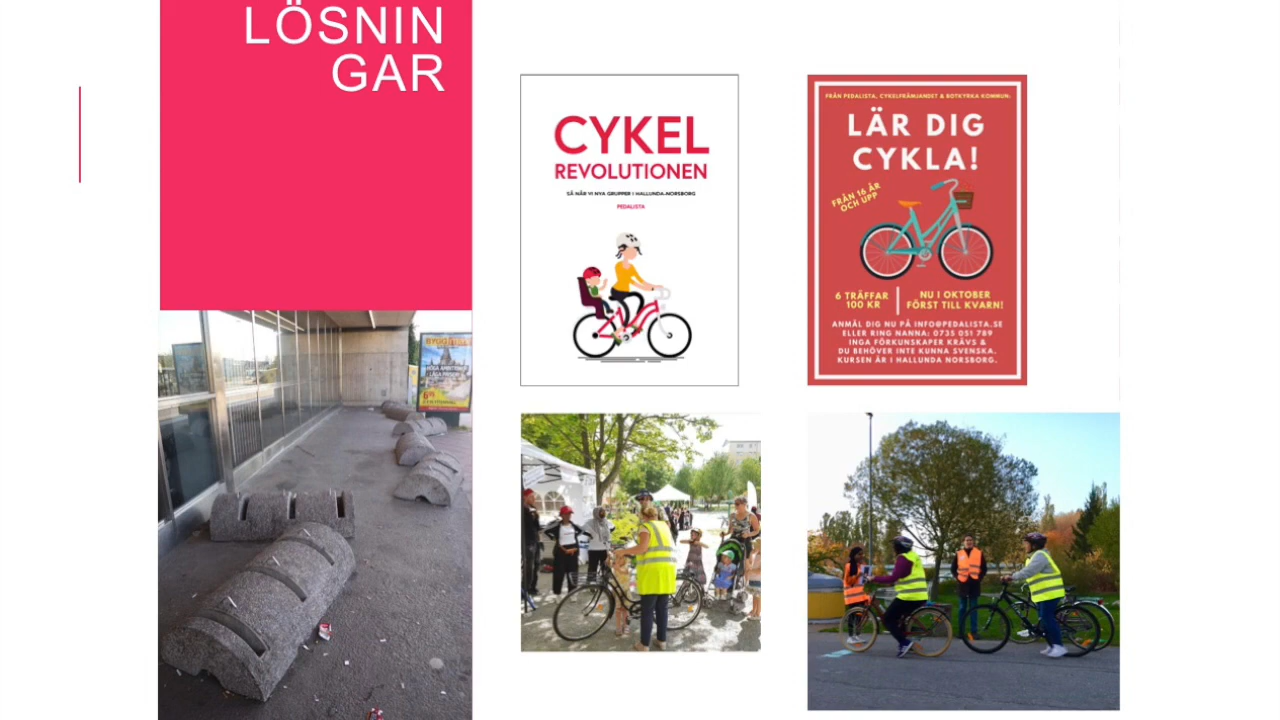 LÖSNIN
GAR
CYKEL
REVOLUTIONEN
SÅ NÅR VI NYA GRUPPER I HALLUNDA-NORSBORG
PEDALISTA
FRÅN PEDALISTA, CYKELFRÄMJANDET & BOTKYRKA KOMMUN:
LÄR DIG
CYKLA!
FRÅN 16 ÅR
OCH UPP
6 TRÄFFAR
100 KR
NU I OKTOBER
FÖRST TILL KVARN!
ANMÄL DIG NU PÅ INFO@PEDALISTA.SE
ELLER RING NANNA: 0735 051 789
INGA FÖRKUNSKAPER KRÄVS &
DU BEHÖVER INTE KUNNA SVENSKA.
KURSEN ÄR I HALLUNDA NORSBORG.